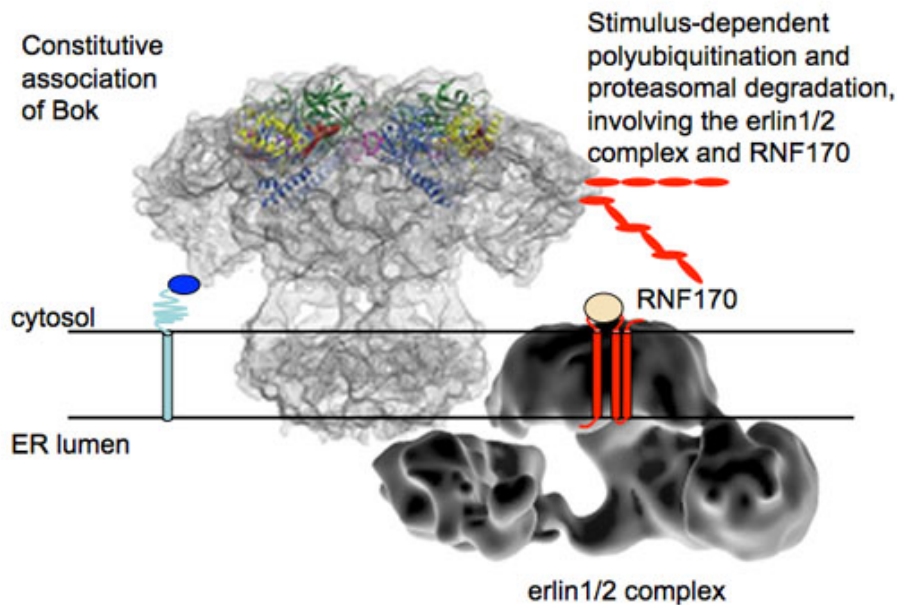 Constitutive
association
of Bok
Stimulus-dependent
polyubiquitination and
proteasomal degradation,
involving the erlin1/2
complex and RNF170
RNF170
cytosol
ER lumen
erlin1/2 complex